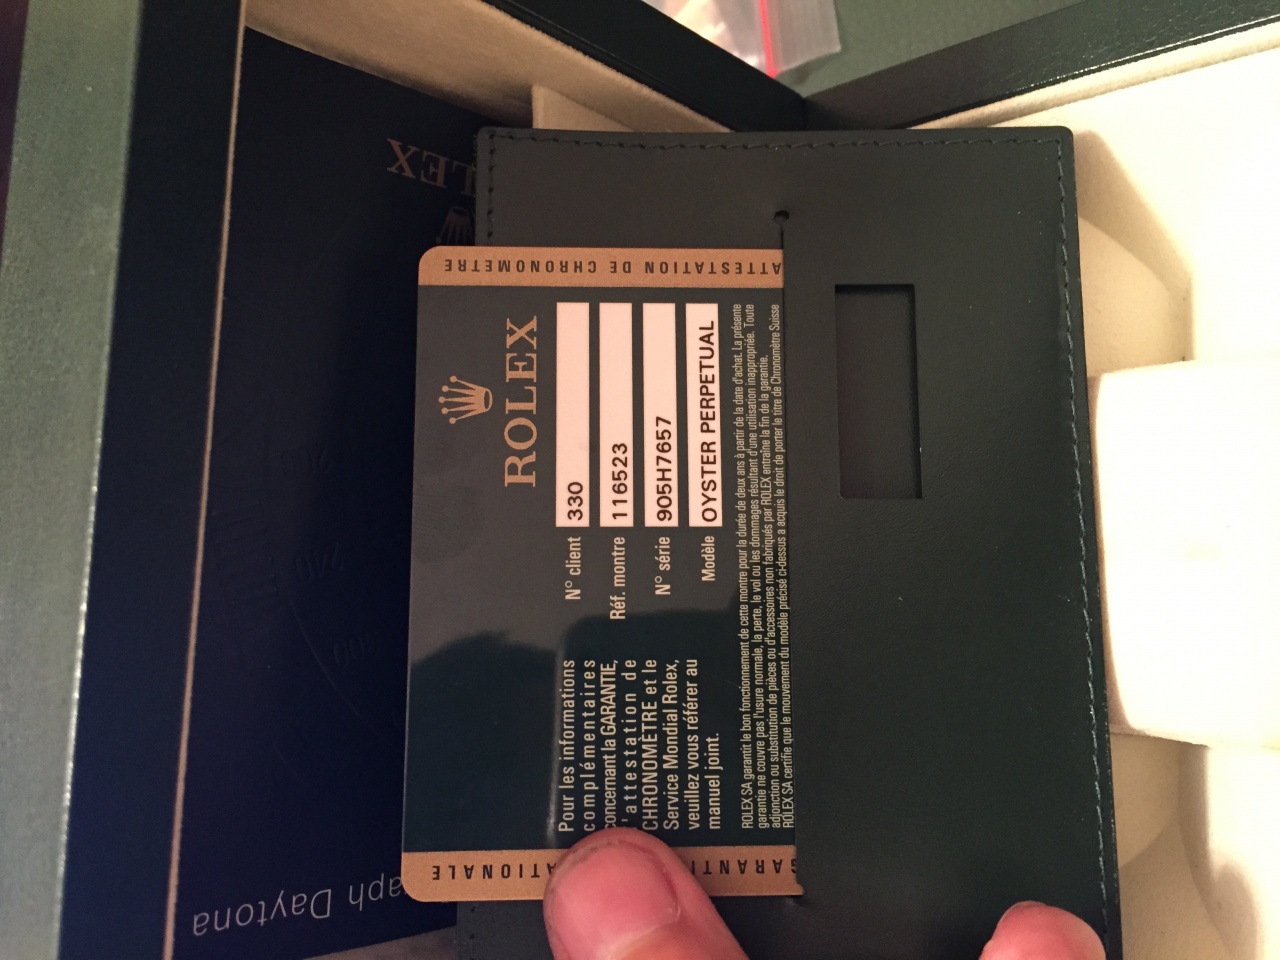 ROLEX
ATTESTATION DE CHRONOMETRE
ROLEX
N° client 330
Réf. montre 116523
N° série 905H7657
Modèle OYSTER PERPETUAL
Pour les informations
complémentaires
concernant la GARANTIE,
l'attestation de
CHRONOMÈTRE et le
Service Mondial Rolex,
veuillez vous référer au
manuel joint.
ROLEX SA garantit le bon fonctionnement de cette montre pour la durée de deux ans à partir de la date d'achat. La présente
garantie ne couvre pas l'usure normale, la perte, le vol ou les dommages résultant d'une utilisation inappropriée. Toute
adjonction ou substitution de pièces ou d'accessoires non fabriqués par ROLEX entraîne la fin de la garantie.
ROLEX SA certifie que le mouvement du modèle précisé ci-dessus a acquis le droit de porter le titre de Chronomètre Suisse
GARANTI ATIONALE
aph Daytona